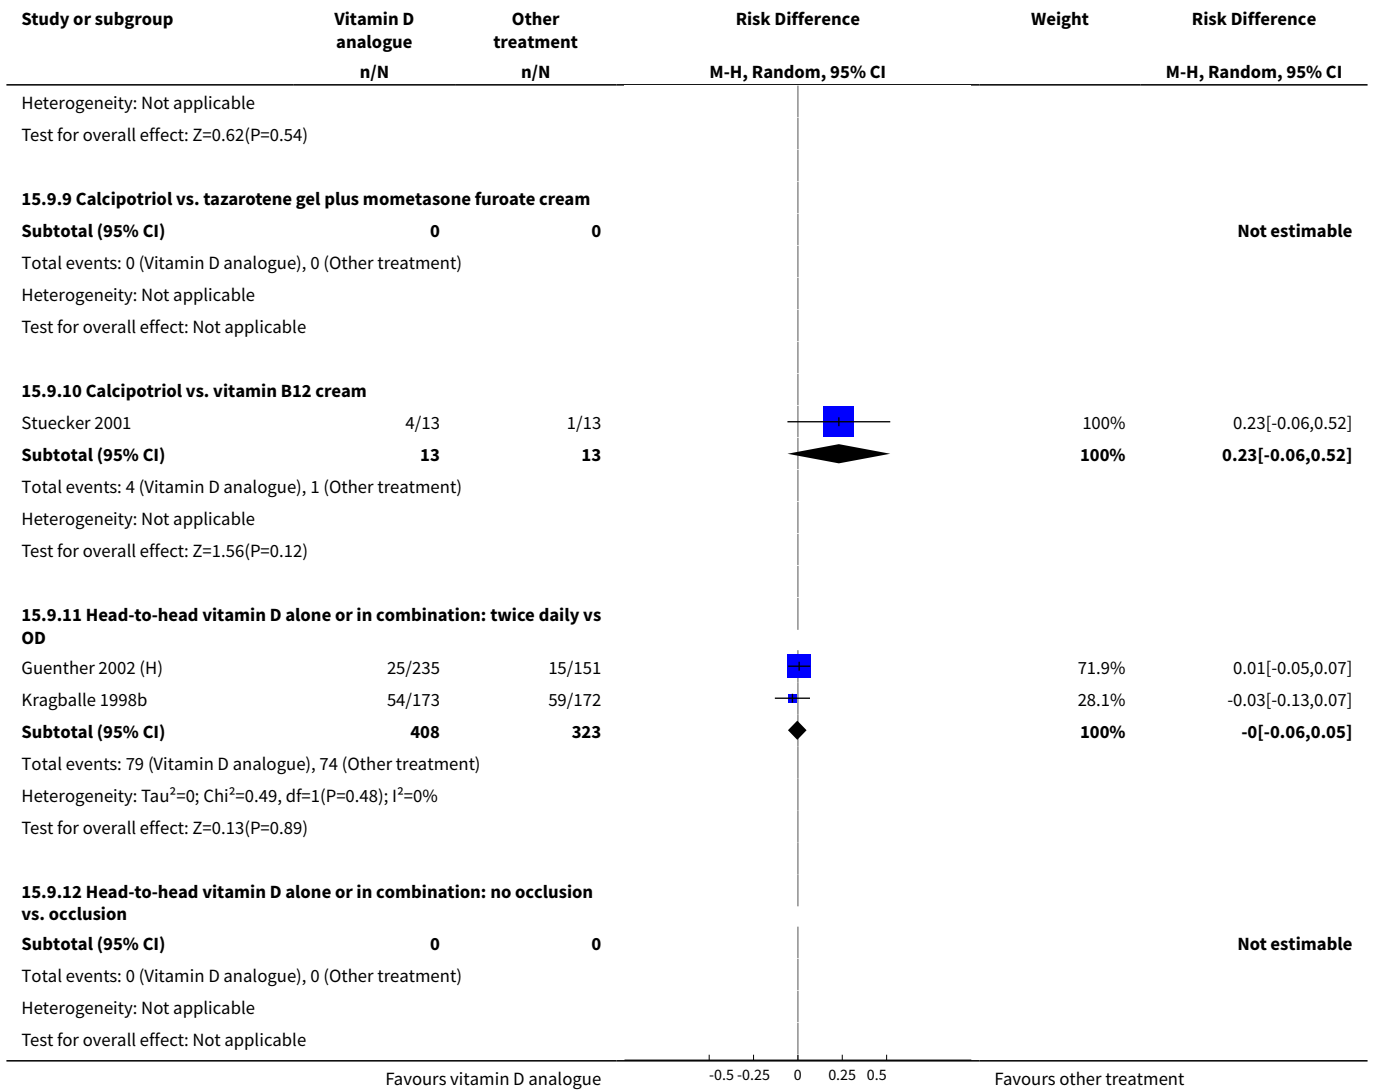 Study or subgroup Vitamin D analogue Other treatment Risk Difference Weight Risk Difference
n/N n/N M-H, Random, 95% CI M-H, Random, 95% CI
Heterogeneity: Not applicable
Test for overall effect: Z=0.62(P=0.54)
15.9.9 Calcipotriol vs. tazarotene gel plus mometasone furoate cream
Subtotal (95% CI) 0 0 Not estimable
Total events: 0 (Vitamin D analogue), 0 (Other treatment)
Heterogeneity: Not applicable
Test for overall effect: Not applicable
15.9.10 Calcipotriol vs. vitamin B12 cream
Stuecker 2001 4/13 1/13 100% 0.23[-0.06,0.52]
Subtotal (95% CI) 13 13 100% 0.23[-0.06,0.52]
Total events: 4 (Vitamin D analogue), 1 (Other treatment)
Heterogeneity: Not applicable
Test for overall effect: Z=1.56(P=0.12)
15.9.11 Head-to-head vitamin D alone or in combination: twice daily vs
OD
Guenther 2002 (H) 25/235 15/151 71.9% 0.01[-0.05,0.07]
Kragballe 1998b 54/173 59/172 28.1% -0.03[-0.13,0.07]
Subtotal (95% CI) 408 323 100% -0[-0.06,0.05]
Total events: 79 (Vitamin D analogue), 74 (Other treatment)
Heterogeneity: Tau²=0; Chi²=0.49, df=1(P=0.48); I²=0%
Test for overall effect: Z=0.13(P=0.89)
15.9.12 Head-to-head vitamin D alone or in combination: no occlusion
vs. occlusion
Subtotal (95% CI) 0 0 Not estimable
Total events: 0 (Vitamin D analogue), 0 (Other treatment)
Heterogeneity: Not applicable
Test for overall effect: Not applicable
Favours vitamin D analogue -0.5 -0.25 0 0.25 0.5 Favours other treatment